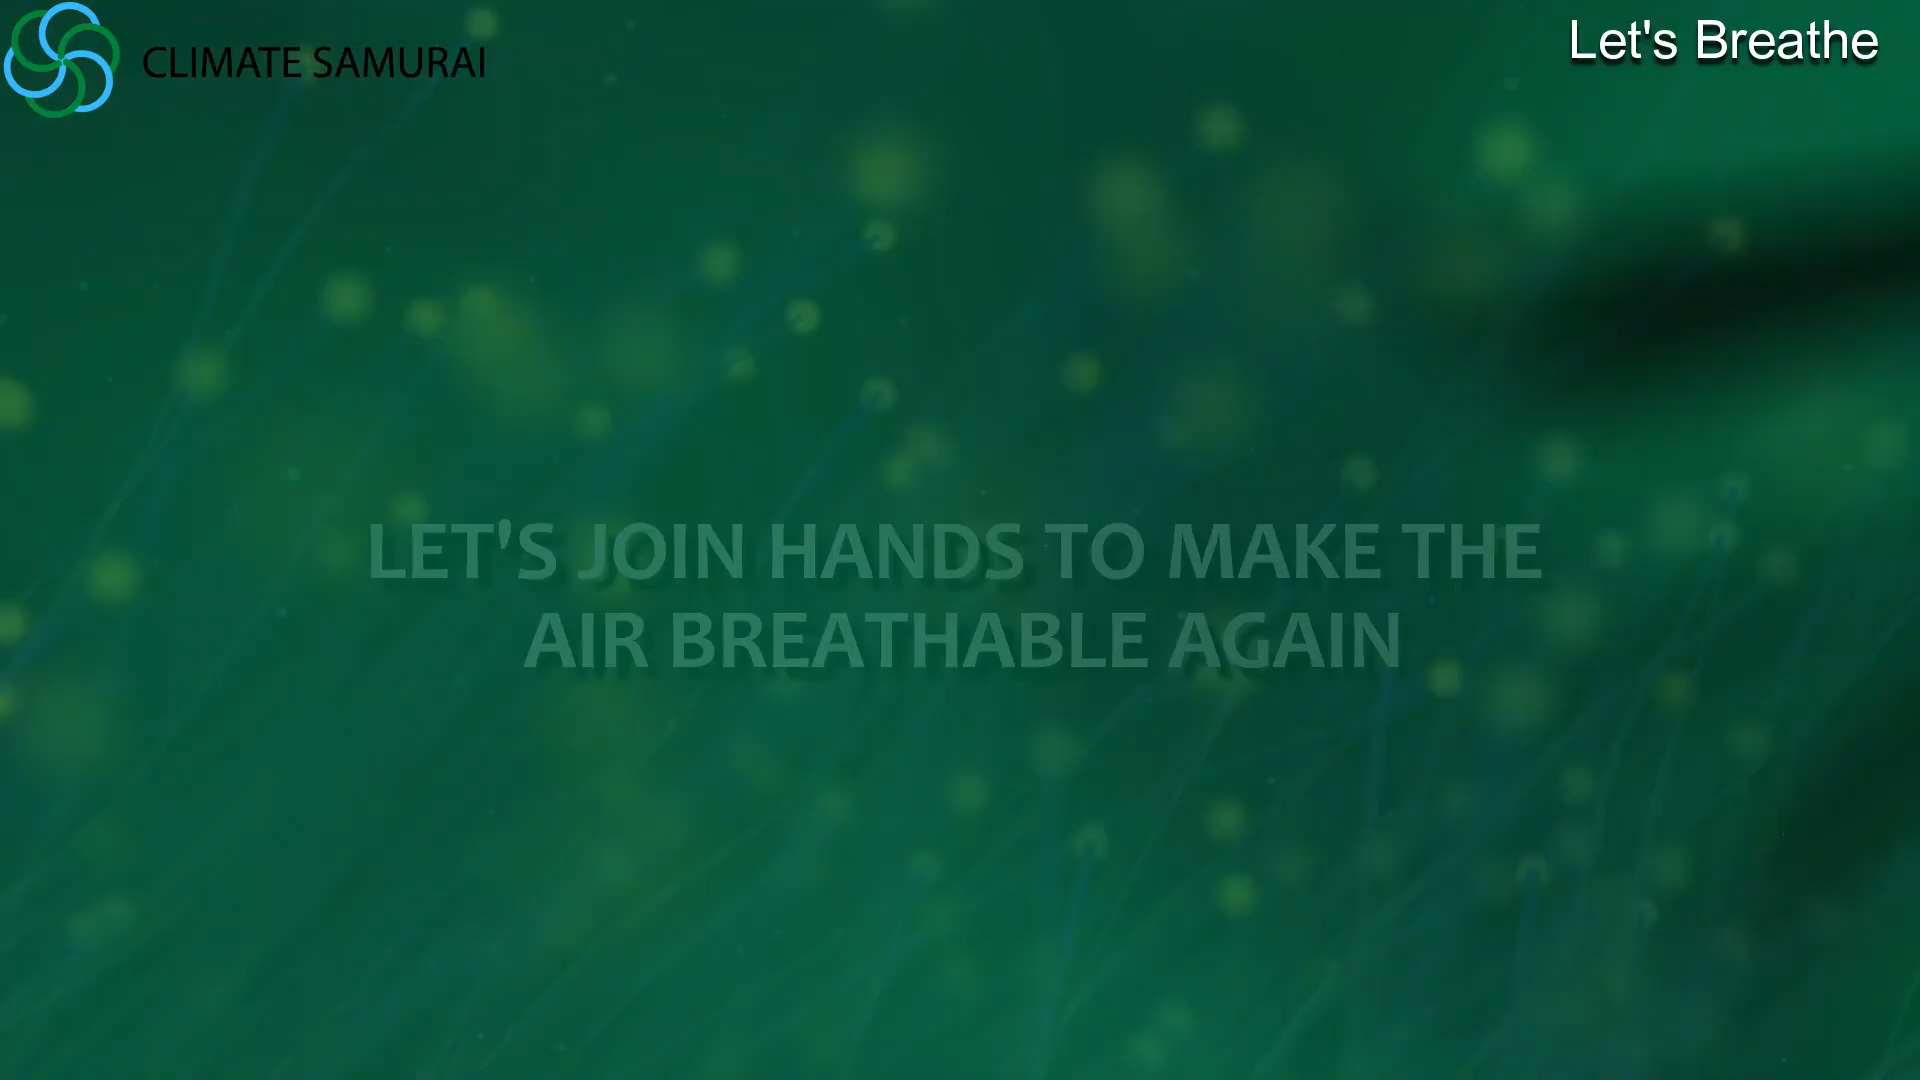 CLIMATE SAMURAI
Let's Breathe
LET'S JOIN HANDS TO MAKE THE
AIR BREATHABLE AGAIN